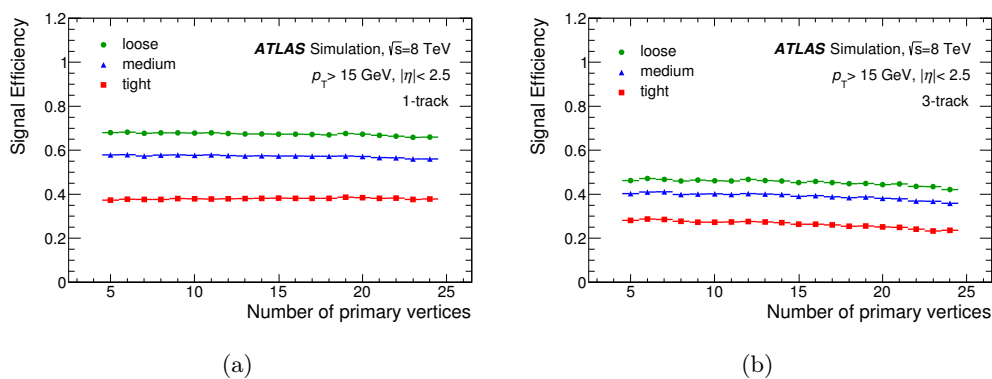 Signal Efficiency
1.2
1
0.8
0.6
0.4
0.2
0
loose
medium
tight
ATLAS Simulation, √s=8 TeV
p_T> 15 GeV, |η|< 2.5
1-track
5 10 15 20 25
Number of primary vertices
(a)
Signal Efficiency
1.2
1
0.8
0.6
0.4
0.2
0
loose
medium
tight
ATLAS Simulation, √s=8 TeV
p_T> 15 GeV, |η|< 2.5
3-track
5 10 15 20 25
Number of primary vertices
(b)